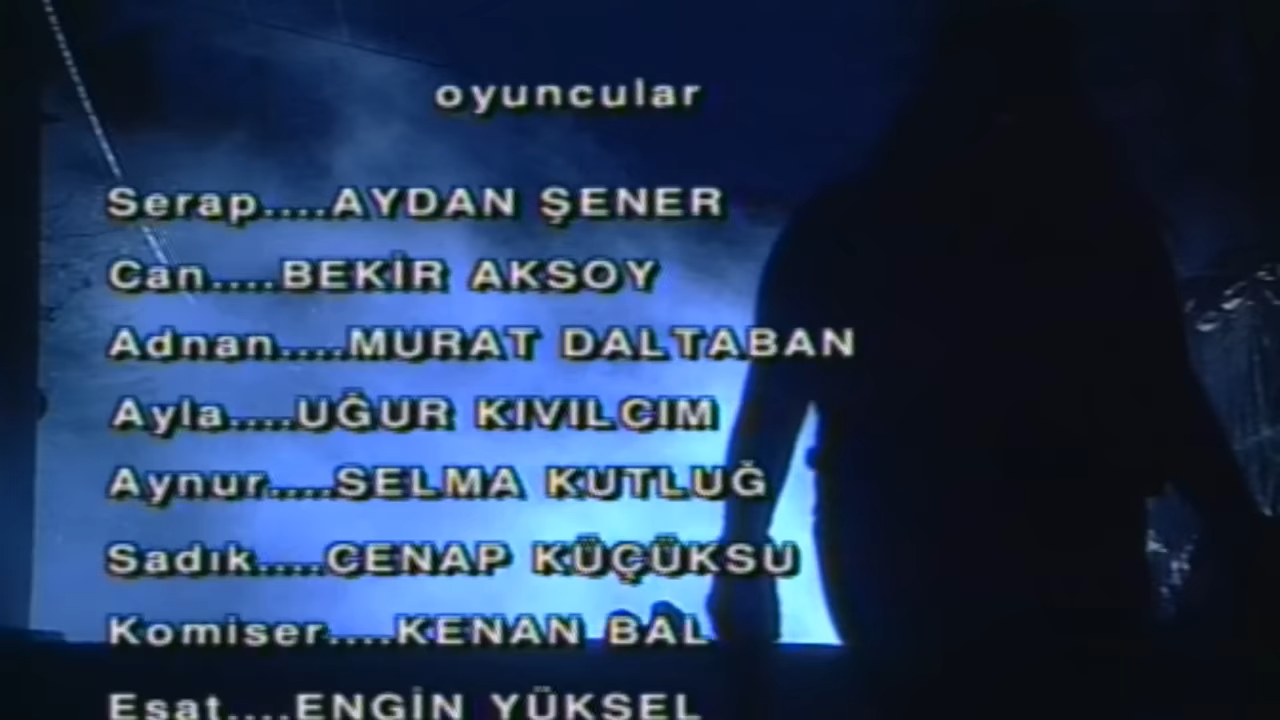 oyuncular
Serap....AYDAN ŞENER
Can....BEKİR AKSOY
Adnan....MURAT DALTABAN
Ayla....UĞUR KIVILCIM
Aynur....SELMA KUTLUĞ
Sadık....CENAP KÜÇÜKSU
Komiser....KENAN BAL
Esat....ENGİN YÜKSEL